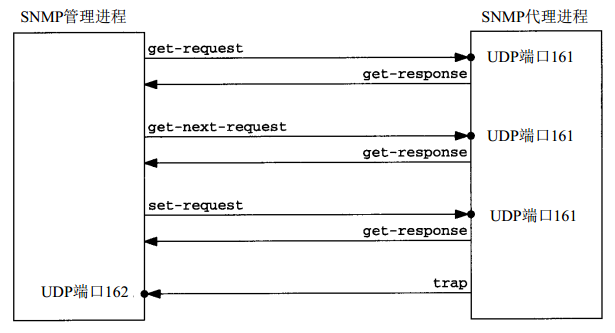 SNMP管理进程
SNMP代理进程
get-request
UDP端口161
get-response
get-next-request
UDP端口161
get-response
set-request
UDP端口161
get-response
trap
UDP端口162